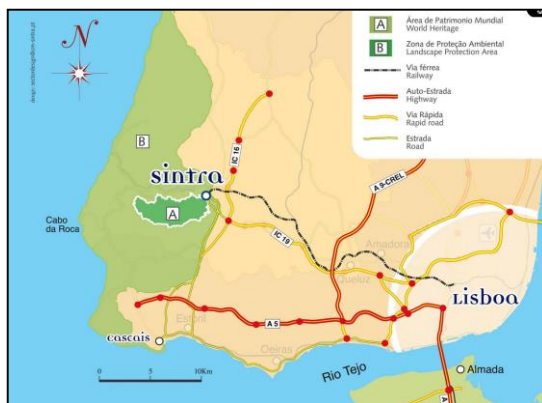 N
A
Área de Patrimonio Mundial
World Heritage
B
Zona de Proteção Ambiental
Landscape Protection Area
Via férrea
Railway
Auto-Estrada
Highway
Via Rápida
Rapid road
Estrada
Road
B
IC 16
A 9-CREL
Sintra
Cabo
da Roca
A
IC 19
Amadora
Queluz
Lisboa
A 5
Estoril
Cascais
Oeiras
0
5
10Km
Rio Tejo
Almada
A